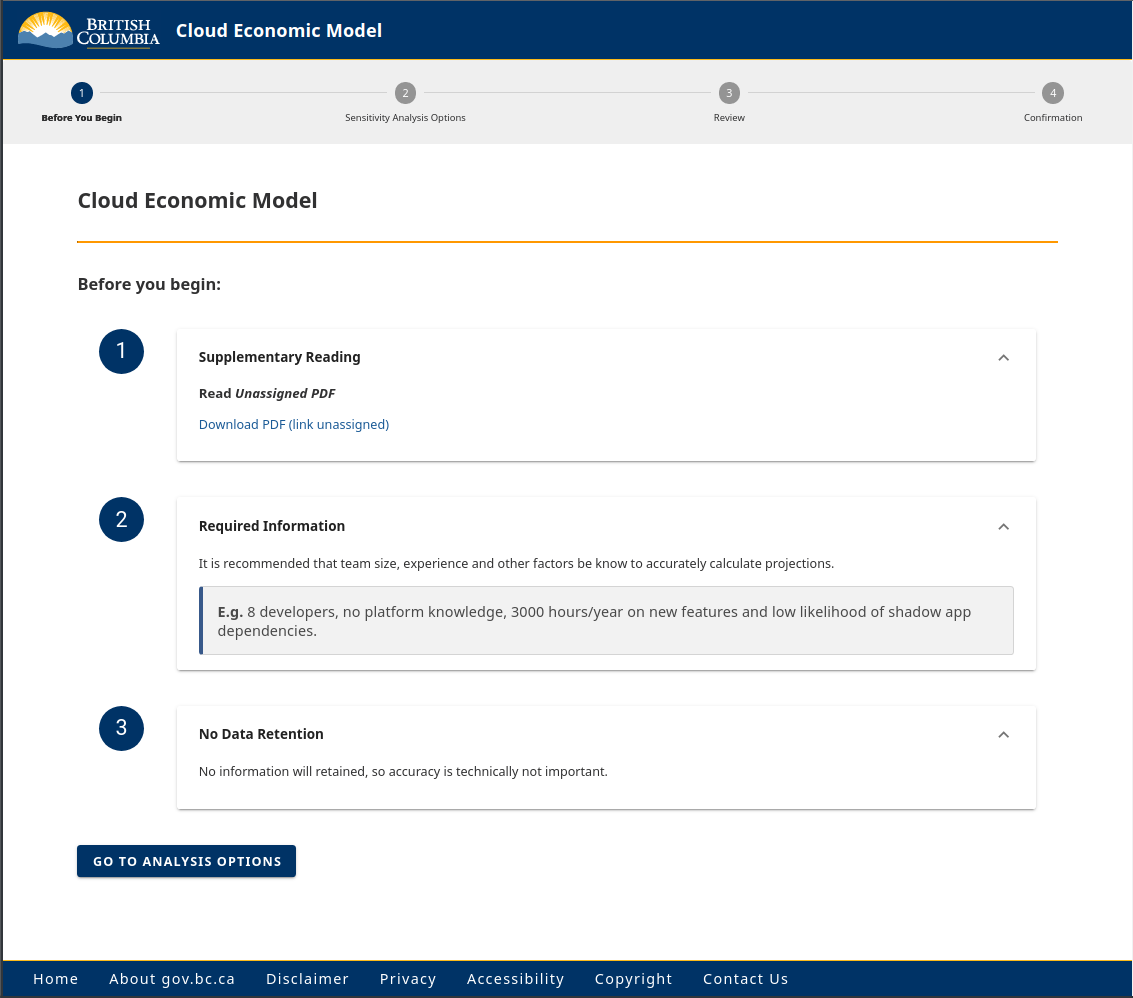 BRITISH
COLUMBIA
Cloud Economic Model
1
2
3
4
Before You Begin
Sensitivity Analysis Options
Review
Confirmation
Cloud Economic Model
Before you begin:
1
Supplementary Reading
Read Unassigned PDF
Download PDF (link unassigned)
2
Required Information
It is recommended that team size, experience and other factors be know to accurately calculate projections.
E.g. 8 developers, no platform knowledge, 3000 hours/year on new features and low likelihood of shadow app
dependencies.
3
No Data Retention
No information will retained, so accuracy is technically not important.
GO TO ANALYSIS OPTIONS
Home About gov.bc.ca Disclaimer Privacy Accessibility Copyright Contact Us